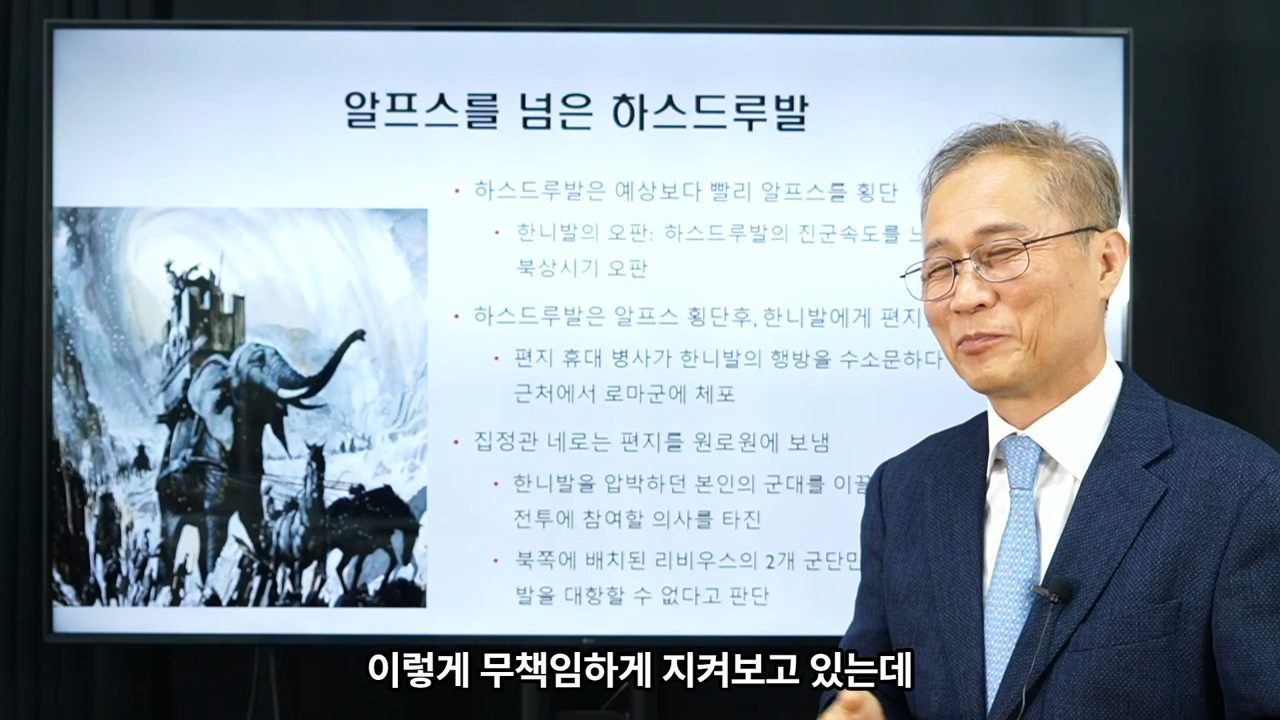 알프스를 넘은 하스드루발
• 하스드루발은 예상보다 빨리 알프스를 횡단
• 한니발의 오판: 하스드루발의 진군속도를
북상시기 오판
• 하스드루발은 알프스 횡단후, 한니발에게 편지
• 편지 휴대 병사가 한니발의 행방을 수소문하다
근처에서 로마군에 체포
• 집정관 네로는 편지를 원로원에 보냄
• 한니발을 압박하던 본인의 군대를
전투에 참여할 의사를 타진
• 북쪽에 배치된 리비우스의 2개 군단만
발을 대항할 수 없다고 판단
이렇게 무책임하게 지켜보고 있는데